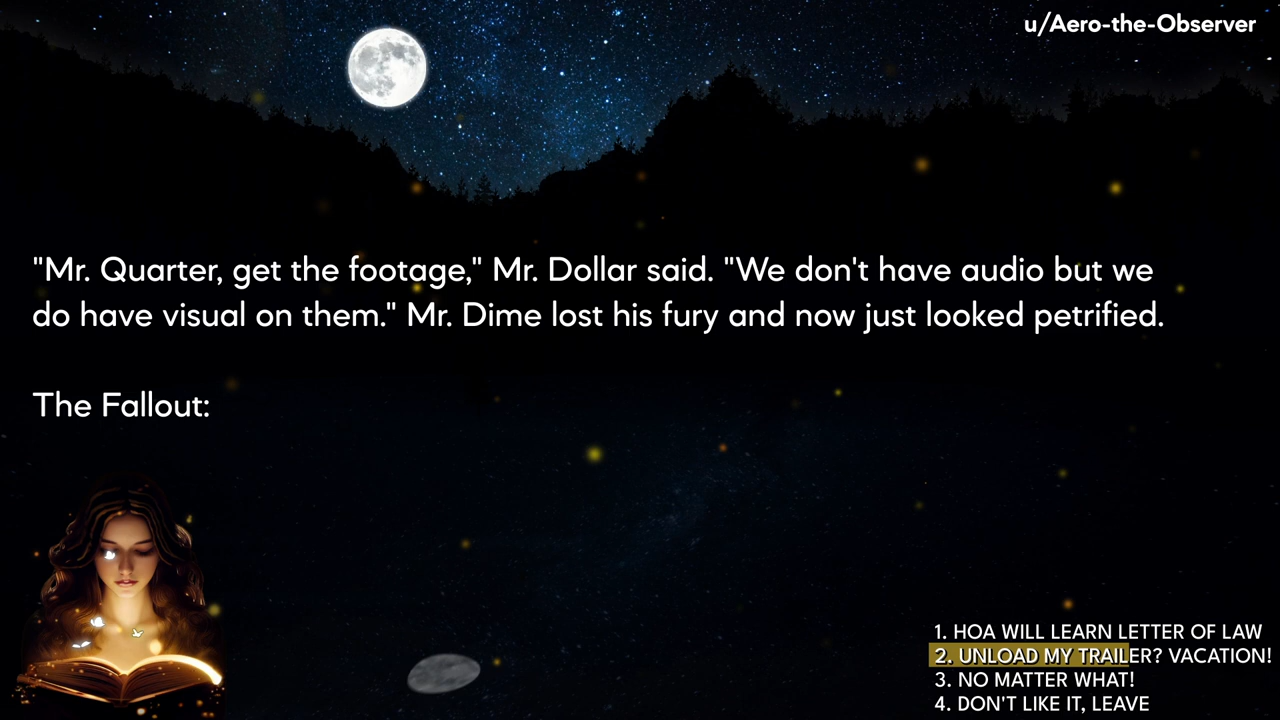 u/Aero-the-Observer
"Mr. Quarter, get the footage," Mr. Dollar said. "We don't have audio but we
do have visual on them." Mr. Dime lost his fury and now just looked petrified.
The Fallout:
1. HOA WILL LEARN LETTER OF LAW
2. UNLOAD MY TRAILER? VACATION!
3. NO MATTER WHAT!
4. DON'T LIKE IT, LEAVE